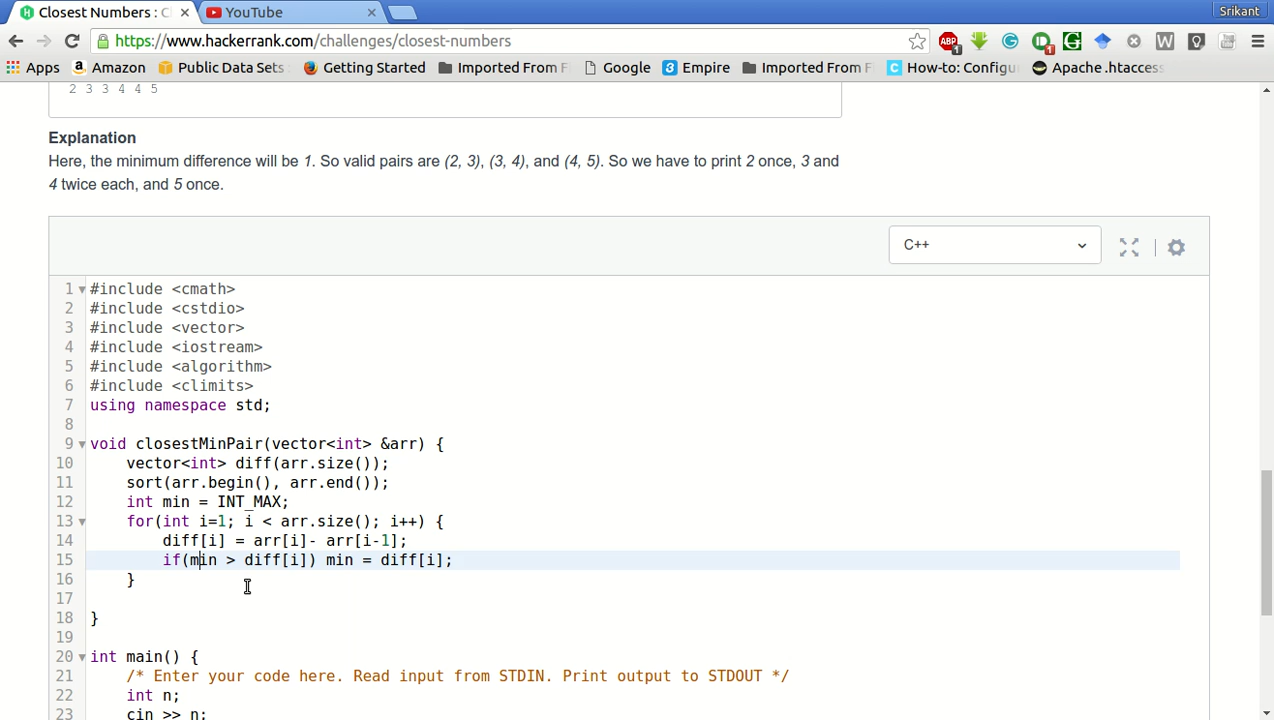 Closest Numbers : C
YouTube
Srikant
https://www.hackerrank.com/challenges/closest-numbers
Apps Amazon Public Data Sets Getting Started Imported From F Google Empire Imported From F How-to: Configu Apache .htaccess
2 3 3 4 4 5
Explanation
Here, the minimum difference will be 1. So valid pairs are (2, 3), (3, 4), and (4, 5). So we have to print 2 once, 3 and
4 twice each, and 5 once.
C++
1 #include <cmath>
2 #include <cstdio>
3 #include <vector>
4 #include <iostream>
5 #include <algorithm>
6 #include <climits>
7 using namespace std;
8
9 void closestMinPair(vector<int> &arr) {
10 vector<int> diff(arr.size());
11 sort(arr.begin(), arr.end());
12 int min = INT_MAX;
13 for(int i=1; i < arr.size(); i++) {
14 diff[i] = arr[i]- arr[i-1];
15 if(min > diff[i]) min = diff[i];
16 }
17
18 }
19
20 int main() {
21 /* Enter your code here. Read input from STDIN. Print output to STDOUT */
22 int n;
23 cin >> n;